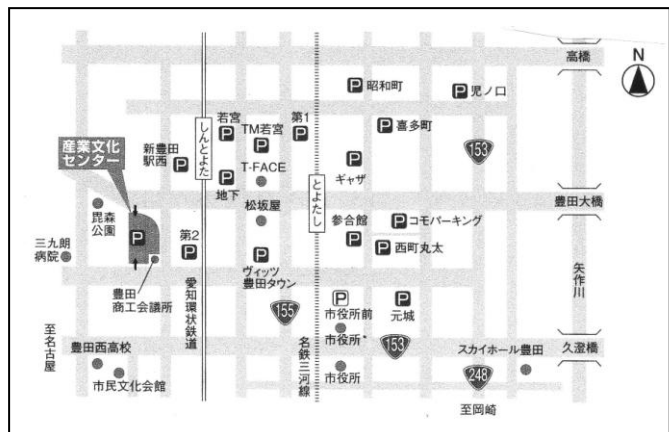 高橋
N
昭和町
P
P
児ノ口
若宮
P
TM若宮
P
第1
P
喜多町
P
153
産業文化
センター
新豊田
駅西
P
しんとよた
T-FACE
P
ギャザ
P
地下
とよたし
豊田大橋
昆森
公園
松坂屋
参合館
P
P
コモパーキング
P
西町丸太
三九朗
病院
P
第2
P
P
ヴィッツ
豊田タウン
豊田
商工会議所
愛知環状鉄道
矢作川
155
P
市役所前
P
元城
至名古屋
豊田西高校
市役所
名鉄三河線
153
スカイホール豊田
久澄橋
市民文化会館
市役所
248
至岡崎